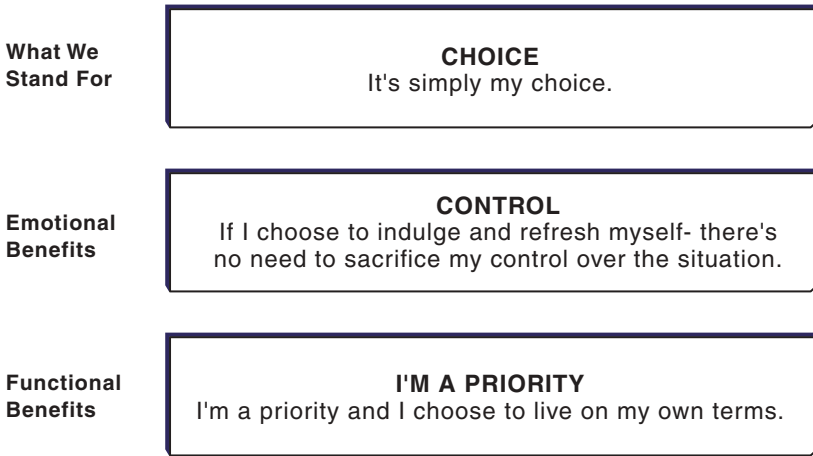 What We
Stand For
CHOICE
It's simply my choice.
Emotional
Benefits
CONTROL
If I choose to indulge and refresh myself- there's
no need to sacrifice my control over the situation.
Functional
Benefits
I'M A PRIORITY
I'm a priority and I choose to live on my own terms.